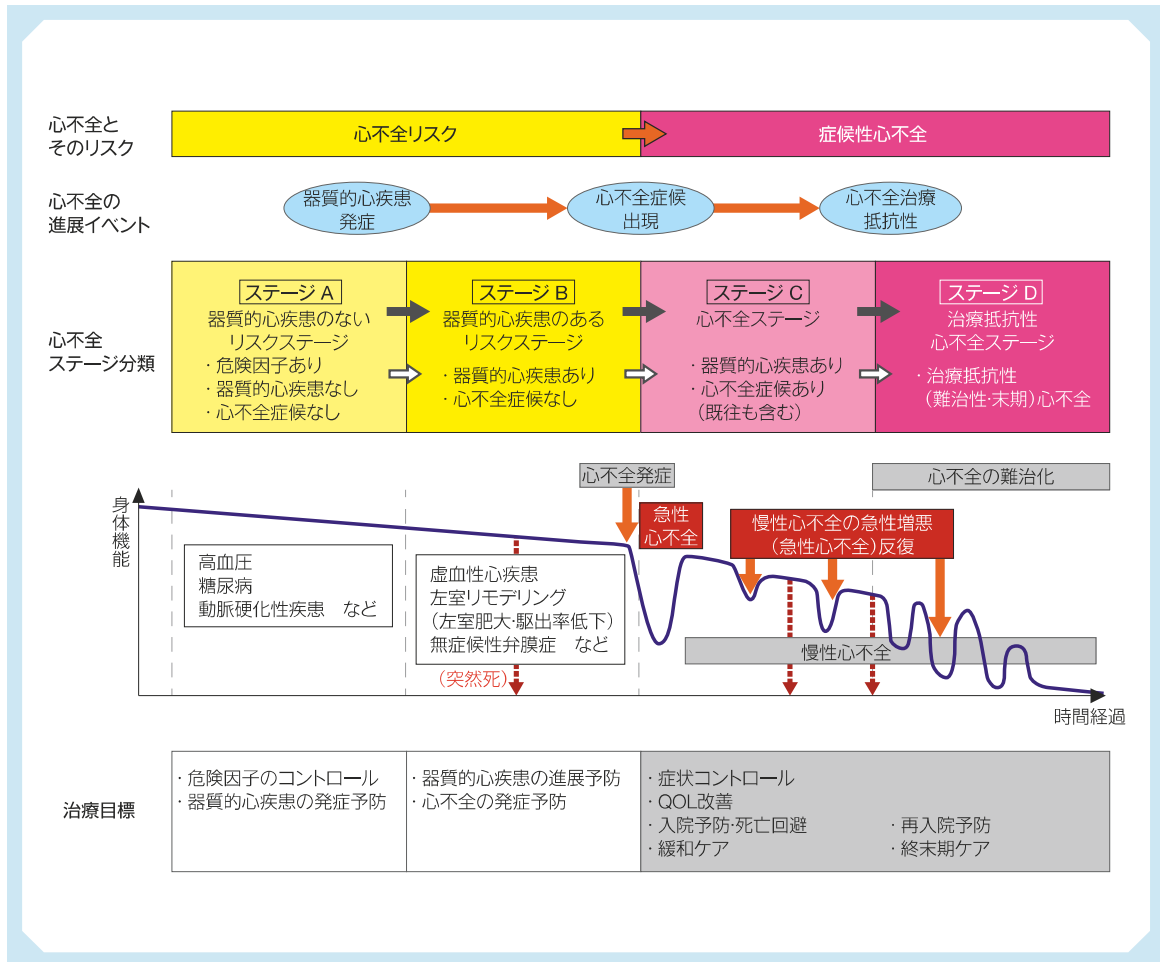 心不全と
そのリスク
心不全リスク
症候性心不全
心不全の
進展イベント
器質的心疾患
発症
心不全症候
出現
心不全治療
抵抗性
心不全
ステージ分類
ステージ A
器質的心疾患のない
リスクステージ
・危険因子あり
・器質的心疾患なし
・心不全症候なし
ステージ B
器質的心疾患のある
リスクステージ
・器質的心疾患あり
・心不全症候なし
ステージ C
心不全ステージ
・器質的心疾患あり
・心不全症候あり
（既往も含む）
ステージ D
治療抵抗性
心不全ステージ
・治療抵抗性
（難治性・末期）心不全
身体機能
心不全発症
心不全の難治化
急性
心不全
慢性心不全の急性増悪
（急性心不全）反復
高血圧
糖尿病
動脈硬化性疾患　など
虚血性心疾患
左室リモデリング
（左室肥大・駆出率低下）
無症候性弁膜症　など
（突然死）
慢性心不全
時間経過
治療目標
・危険因子のコントロール
・器質的心疾患の発症予防
・器質的心疾患の進展予防
・心不全の発症予防
・症状コントロール
・QOL改善
・入院予防・死亡回避
・緩和ケア
・再入院予防
・終末期ケア